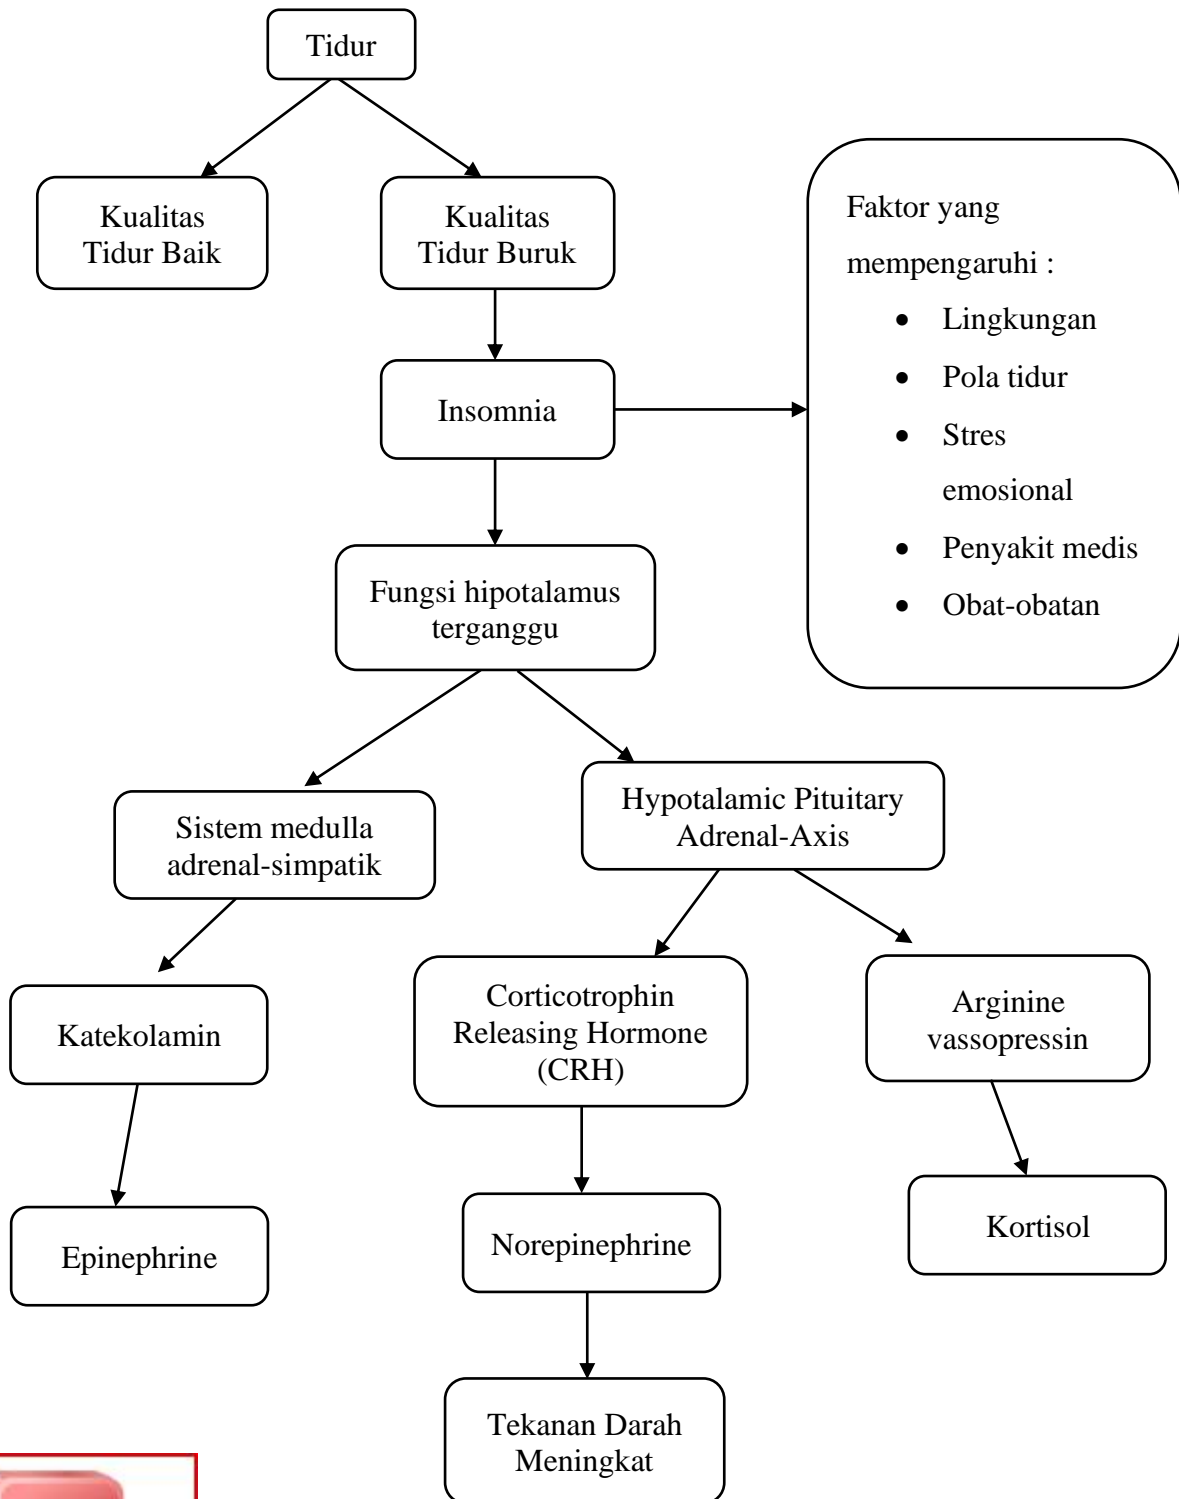 Tidur
Kualitas
Tidur Baik
Kualitas
Tidur Buruk
Faktor yang
mempengaruhi :
• Lingkungan
• Pola tidur
• Stres
emosional
• Penyakit medis
• Obat-obatan
Insomnia
Fungsi hipotalamus
terganggu
Sistem medulla
adrenal-simpatik
Hypotalamic Pituitary
Adrenal-Axis
Katekolamin
Corticotrophin
Releasing Hormone
(CRH)
Arginine
vassopressin
Epinephrine
Norepinephrine
Kortisol
Tekanan Darah
Meningkat